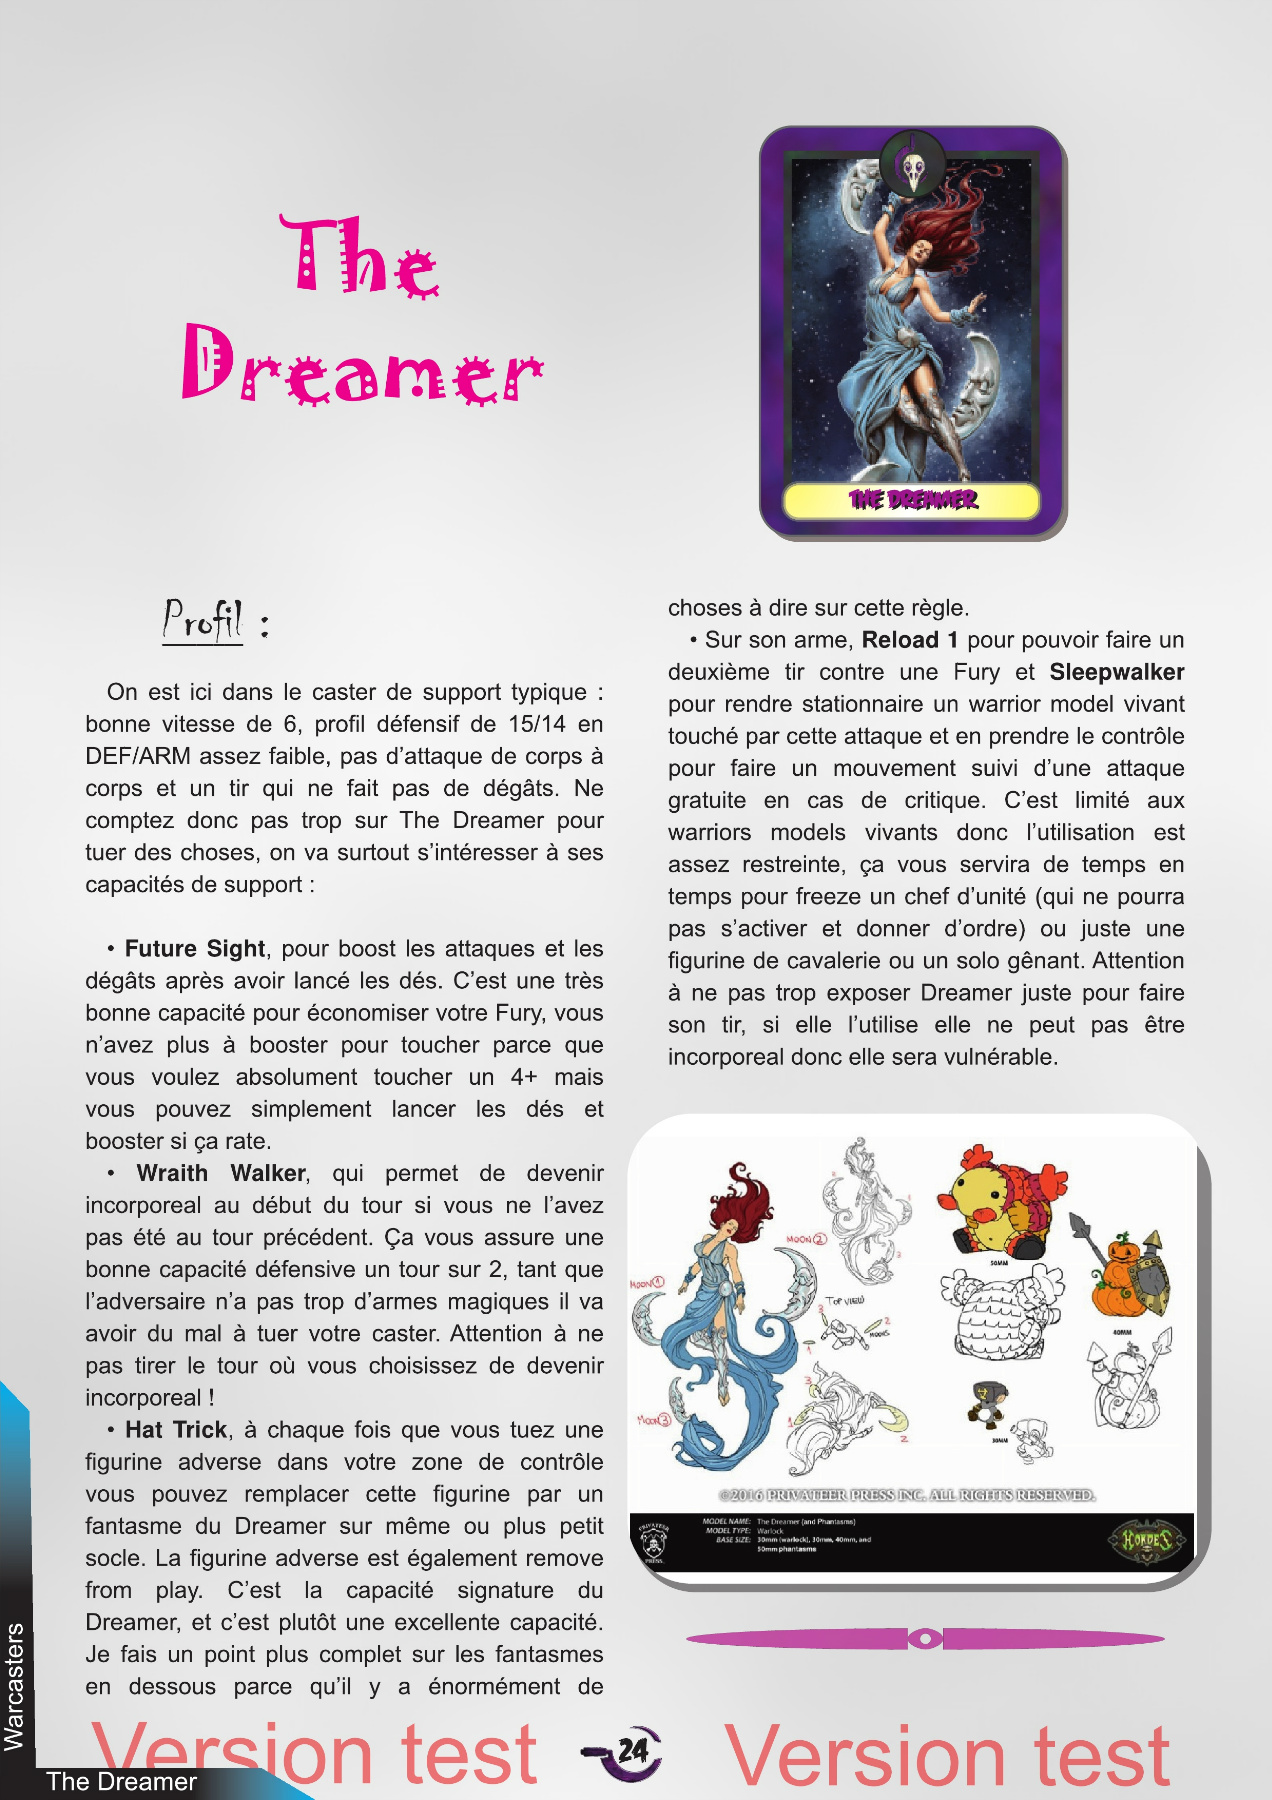 The
Dreamer
THE DREAMER
Profil :
On est ici dans le caster de support typique :
bonne vitesse de 6, profil défensif de 15/14 en
DEF/ARM assez faible, pas d’attaque de corps à
corps et un tir qui ne fait pas de dégâts. Ne
comptez donc pas trop sur The Dreamer pour
tuer des choses, on va surtout s’intéresser à ses
capacités de support :
• Future Sight, pour boost les attaques et les
dégâts après avoir lancé les dés. C’est une très
bonne capacité pour économiser votre Fury, vous
n’avez plus à booster pour toucher parce que
vous voulez absolument toucher un 4+ mais
vous pouvez simplement lancer les dés et
booster si ça rate.
• Wraith Walker, qui permet de devenir
incorporeal au début du tour si vous ne l’avez
pas été au tour précédent. Ça vous assure une
bonne capacité défensive un tour sur 2, tant que
l’adversaire n’a pas trop d’armes magiques il va
avoir du mal à tuer votre caster. Attention à ne
pas tirer le tour où vous choisissez de devenir
incorporeal !
• Hat Trick, à chaque fois que vous tuez une
figurine adverse dans votre zone de contrôle
vous pouvez remplacer cette figurine par un
fantasme du Dreamer sur même ou plus petit
socle. La figurine adverse est également remove
from play. C’est la capacité signature du
Dreamer, et c’est plutôt une excellente capacité.
Je fais un point plus complet sur les fantasmes
en dessous parce qu’il y a énormément de
choses à dire sur cette règle.
• Sur son arme, Reload 1 pour pouvoir faire un
deuxième tir contre une Fury et Sleepwalker
pour rendre stationnaire un warrior model vivant
touché par cette attaque et en prendre le contrôle
pour faire un mouvement suivi d’une attaque
gratuite en cas de critique. C’est limité aux
warriors models vivants donc l’utilisation est
assez restreinte, ça vous servira de temps en
temps pour freeze un chef d’unité (qui ne pourra
pas s’activer et donner d’ordre) ou juste une
figurine de cavalerie ou un solo gênant. Attention
à ne pas trop exposer Dreamer juste pour faire
son tir, si elle l’utilise elle ne peut pas être
incorporeal donc elle sera vulnérable.
MOON 1
MOON 2
MOON 3
TOP VIEW
MOONS
3
2
1
3
1
2
50MM
40MM
30MM
©2016 PRIVATEER PRESS INC. ALL RIGHTS RESERVED.
PRIVATEER
PRESS
MODEL NAME: The Dreamer (and Phantasms)
MODEL TYPE: Warlock
BASE SIZE: 30mm (warlock), 30mm, 40mm, and
50mm phantasms
HORDES
Warcasters
The Dreamer
Version test
24
Version test